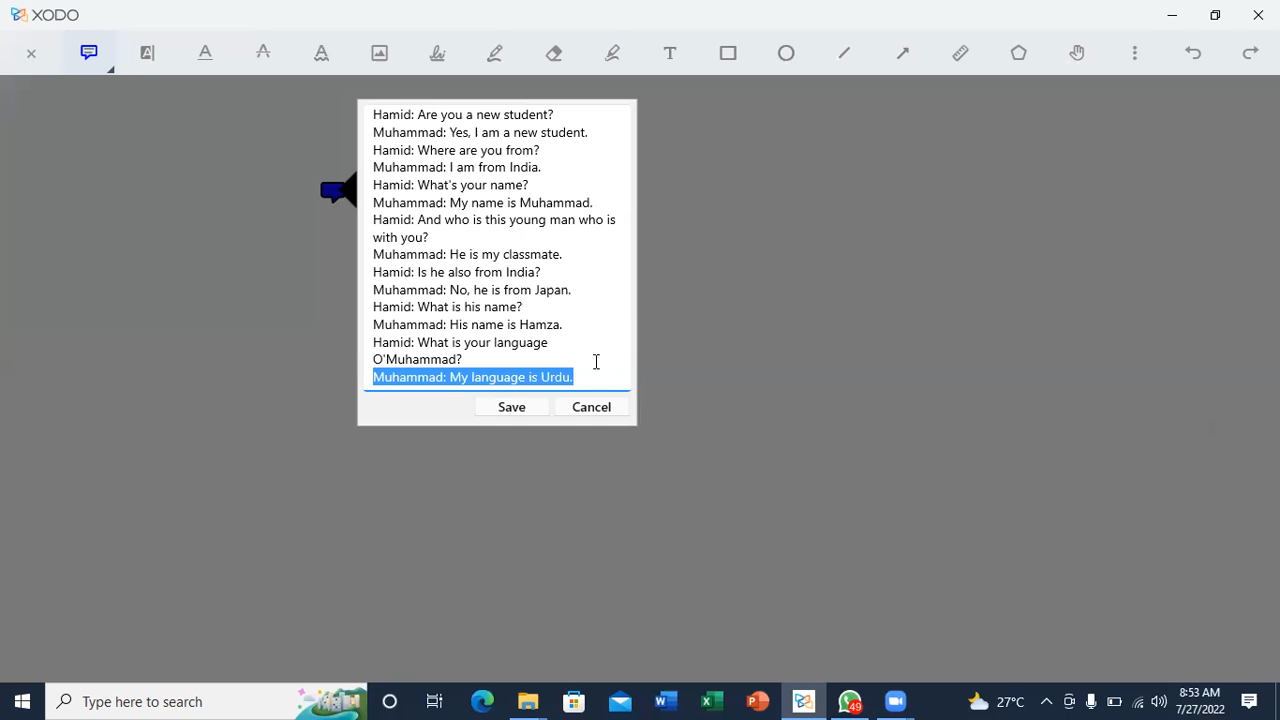 XODO
Hamid: Are you a new student?
Muhammad: Yes, I am a new student.
Hamid: Where are you from?
Muhammad: I am from India.
Hamid: What's your name?
Muhammad: My name is Muhammad.
Hamid: And who is this young man who is
with you?
Muhammad: He is my classmate.
Hamid: Is he also from India?
Muhammad: No, he is from Japan.
Hamid: What is his name?
Muhammad: His name is Hamza.
Hamid: What is your language
O'Muhammad?
Muhammad: My language is Urdu.
Save Cancel
Type here to search
49
27°C
8:53 AM
7/27/2022